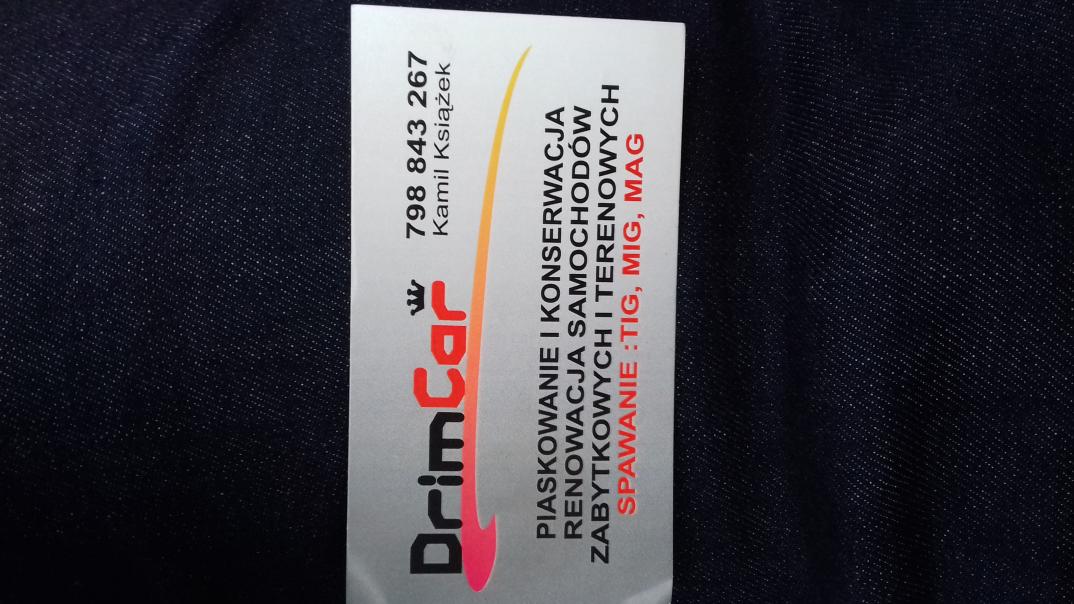 DrimCar
798 843 267
Kamil Książek
PIASKOWANIE I KONSERWACJA
RENOWACJA SAMOCHODÓW
ZABYTKOWYCH I TERENOWYCH
SPAWANIE :TIG, MIG, MAG